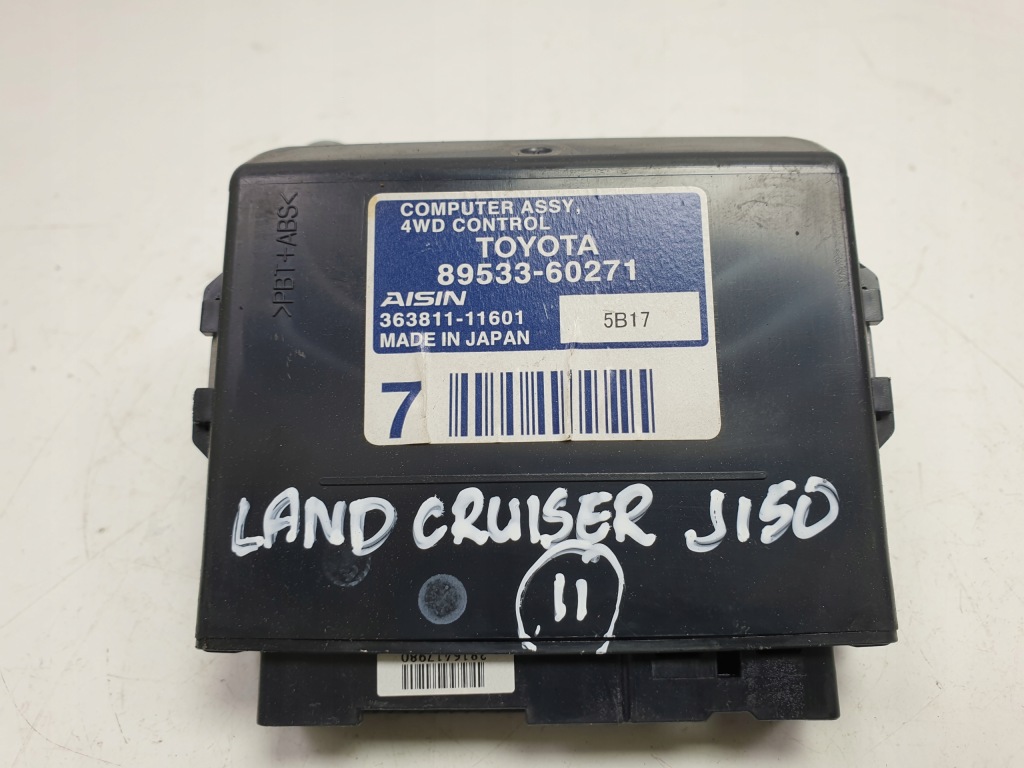 >PBT+ABS<
COMPUTER ASSY,
4WD CONTROL
TOYOTA
89533-60271
AISIN
363811-11601
5B17
MADE IN JAPAN
7
LAND CRUISER J150
11